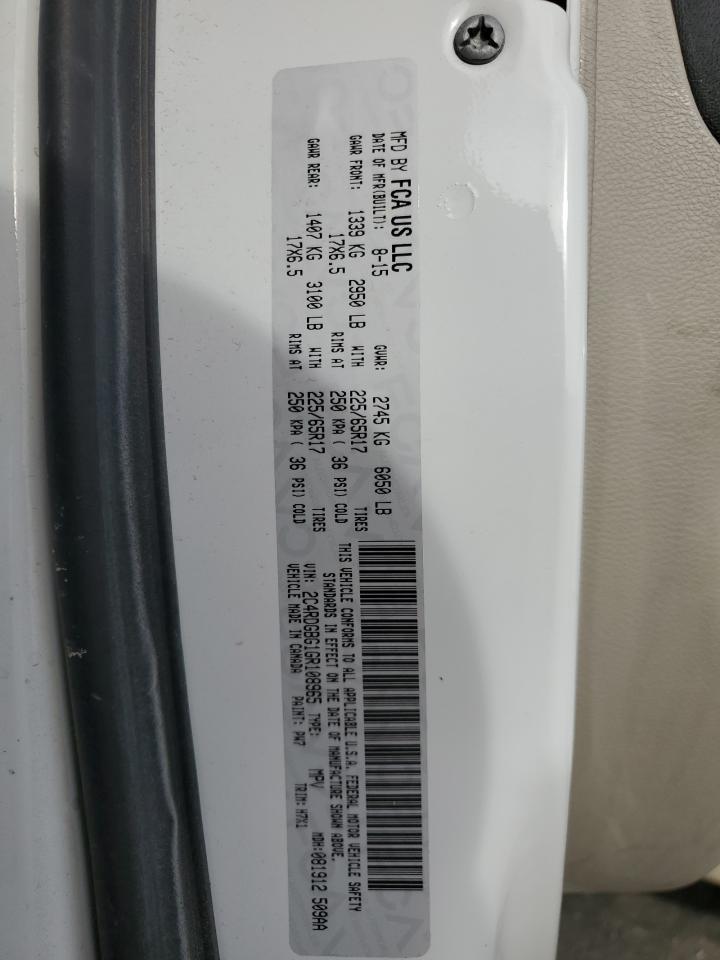 MFD BY FCA US LLC
DATE OF MFR(BUILT): 8-15 GVWR: 2745 KG 6050 LB
GAWR FRONT: 1339 KG 2950 LB WITH 225/65R17 TIRES
17X6.5 RIMS AT 250 KPA ( 36 PSI) COLD
GAWR REAR: 1407 KG 3100 LB WITH 225/65R17 TIRES
17X6.5 RIMS AT 250 KPA ( 36 PSI) COLD
THIS VEHICLE CONFORMS TO ALL APPLICABLE U.S.A. FEDERAL MOTOR VEHICLE SAFETY
STANDARDS IN EFFECT ON THE DATE OF MANUFACTURE SHOWN ABOVE.
VIN: 2C4RDGBG1GR108965 TYPE: MPV MDH:081912 509AA
VEHICLE MADE IN CANADA PAINT: PW7 TRIM: H7X1